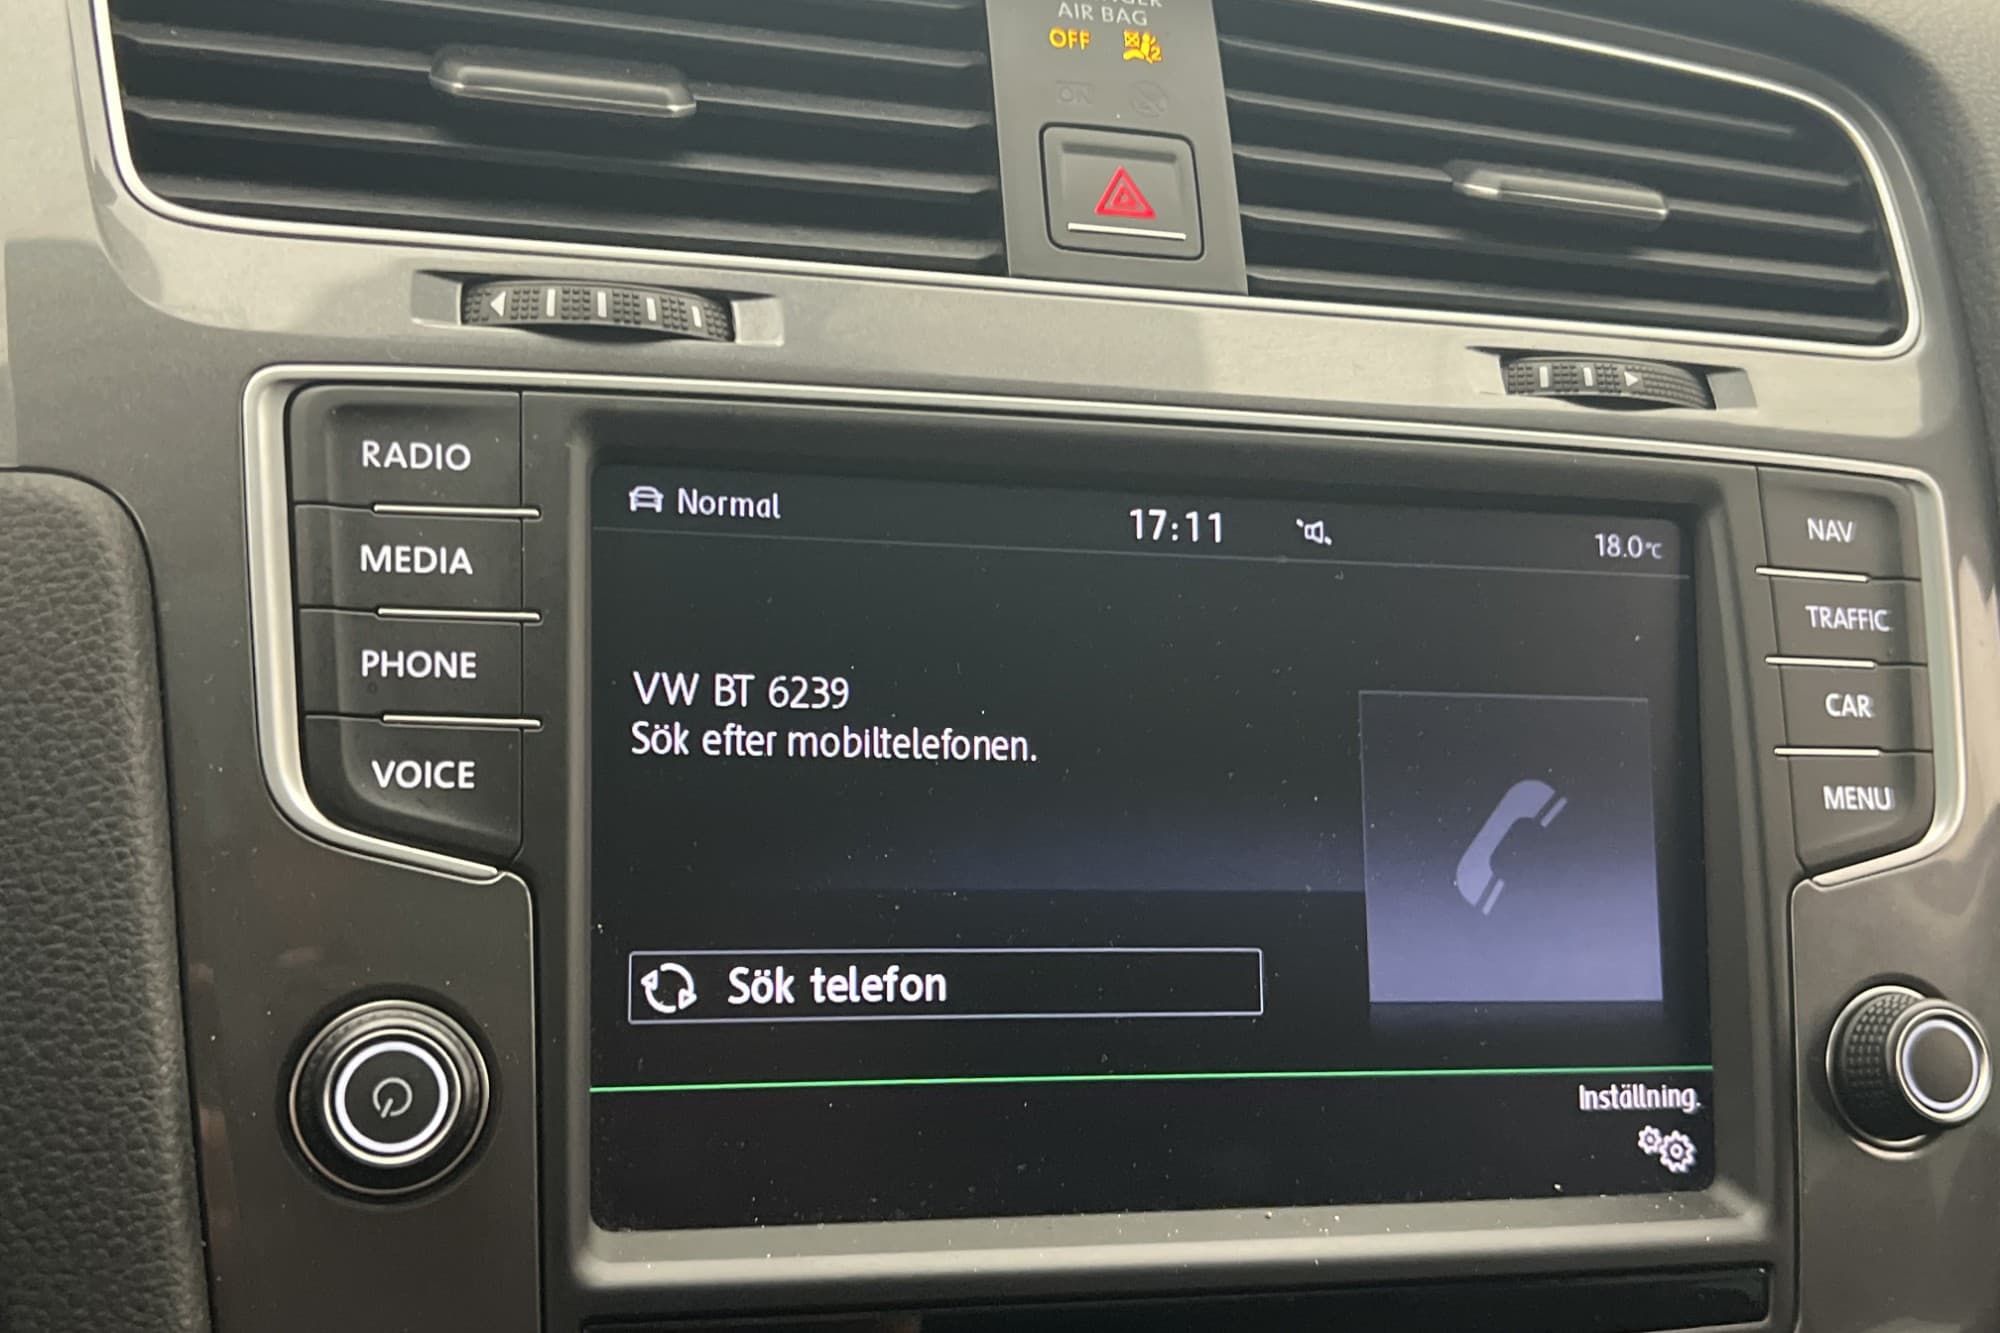 AIR BAG
OFF
ON
RADIO
MEDIA
PHONE
VOICE
Normal
17:11
18.0°C
VW BT 6239
Sök efter mobiltelefonen.
Sök telefon
Inställning.
NAV
TRAFFIC
CAR
MENU